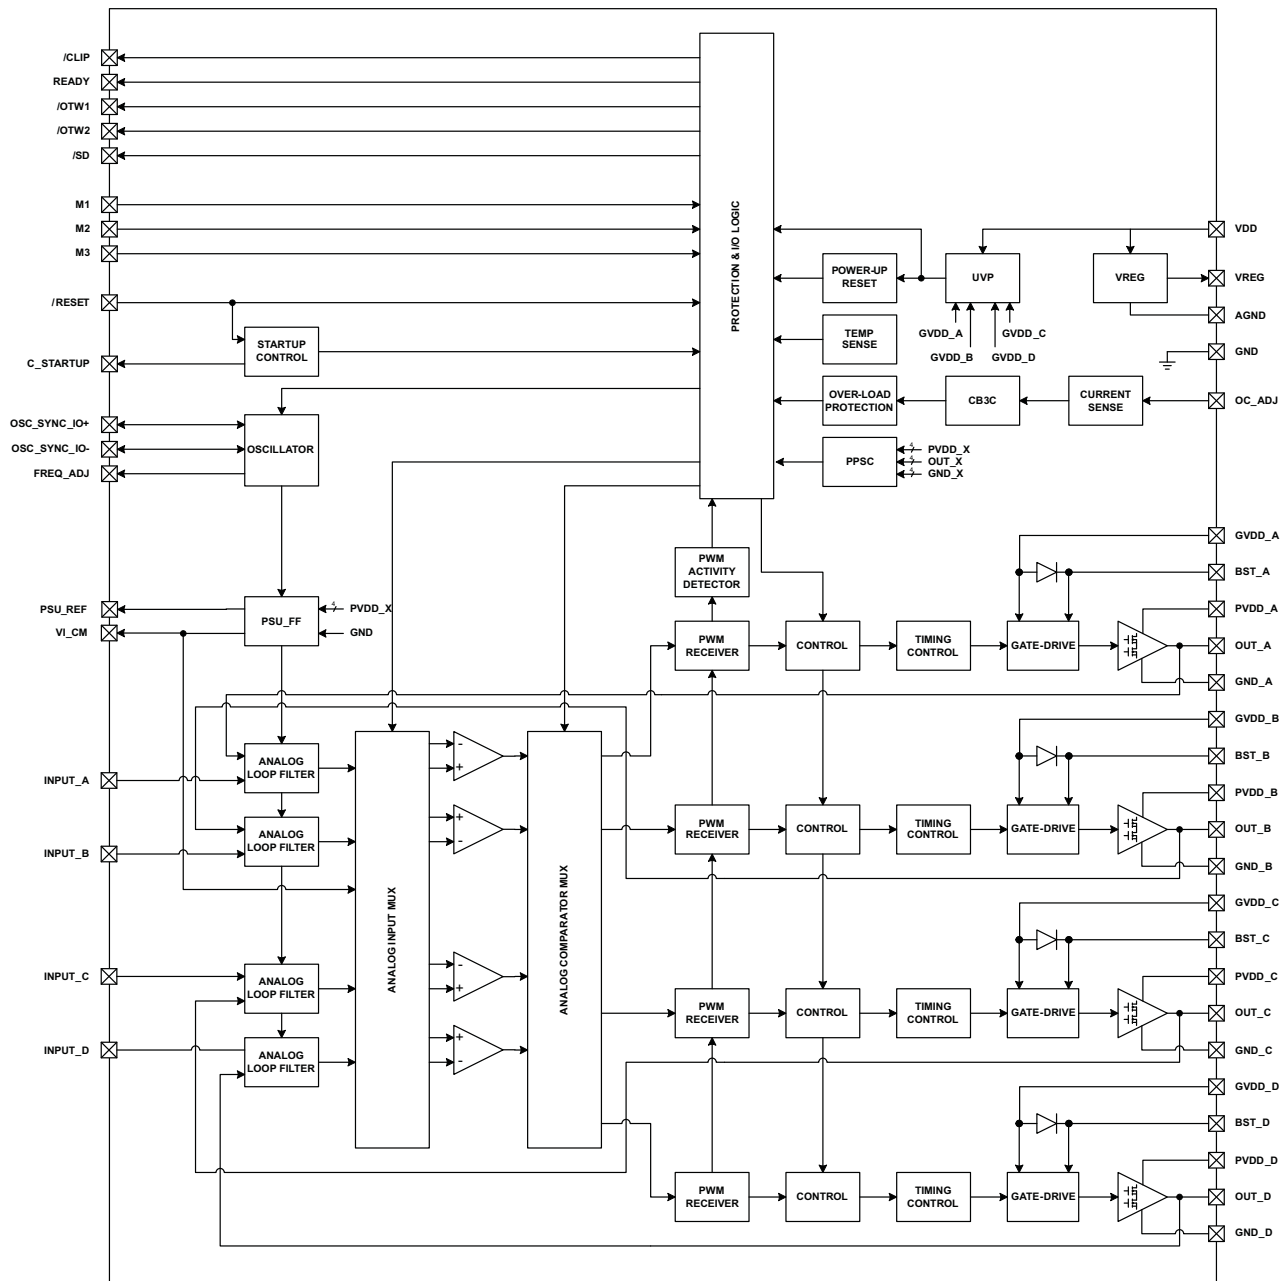 /CLIP
READY
/OTW1
/OTW2
/SD
M1
M2
M3
/RESET
C_STARTUP
OSC_SYNC_IO+
OSC_SYNC_IO-
FREQ_ADJ
PSU_REF
VI_CM
INPUT_A
INPUT_B
INPUT_C
INPUT_D
STARTUP
CONTROL
OSCILLATOR
PSU_FF
4
PVDD_X
GND
ANALOG
LOOP FILTER
ANALOG
LOOP FILTER
ANALOG
LOOP FILTER
ANALOG
LOOP FILTER
ANALOG INPUT MUX
-
+
+
-
-
+
+
-
ANALOG COMPARATOR MUX
PROTECTION & I/O LOGIC
POWER-UP
RESET
UVP
VREG
GVDD_A
GVDD_B
GVDD_C
GVDD_D
TEMP
SENSE
OVER-LOAD
PROTECTION
CB3C
CURRENT
SENSE
PPSC
4
PVDD_X
4
OUT_X
4
GND_X
PWM
ACTIVITY
DETECTOR
PWM
RECEIVER
CONTROL
TIMING
CONTROL
GATE-DRIVE
PWM
RECEIVER
CONTROL
TIMING
CONTROL
GATE-DRIVE
PWM
RECEIVER
CONTROL
TIMING
CONTROL
GATE-DRIVE
PWM
RECEIVER
CONTROL
TIMING
CONTROL
GATE-DRIVE
VDD
VREG
AGND
GND
OC_ADJ
GVDD_A
BST_A
PVDD_A
OUT_A
GND_A
GVDD_B
BST_B
PVDD_B
OUT_B
GND_B
GVDD_C
BST_C
PVDD_C
OUT_C
GND_C
GVDD_D
BST_D
PVDD_D
OUT_D
GND_D